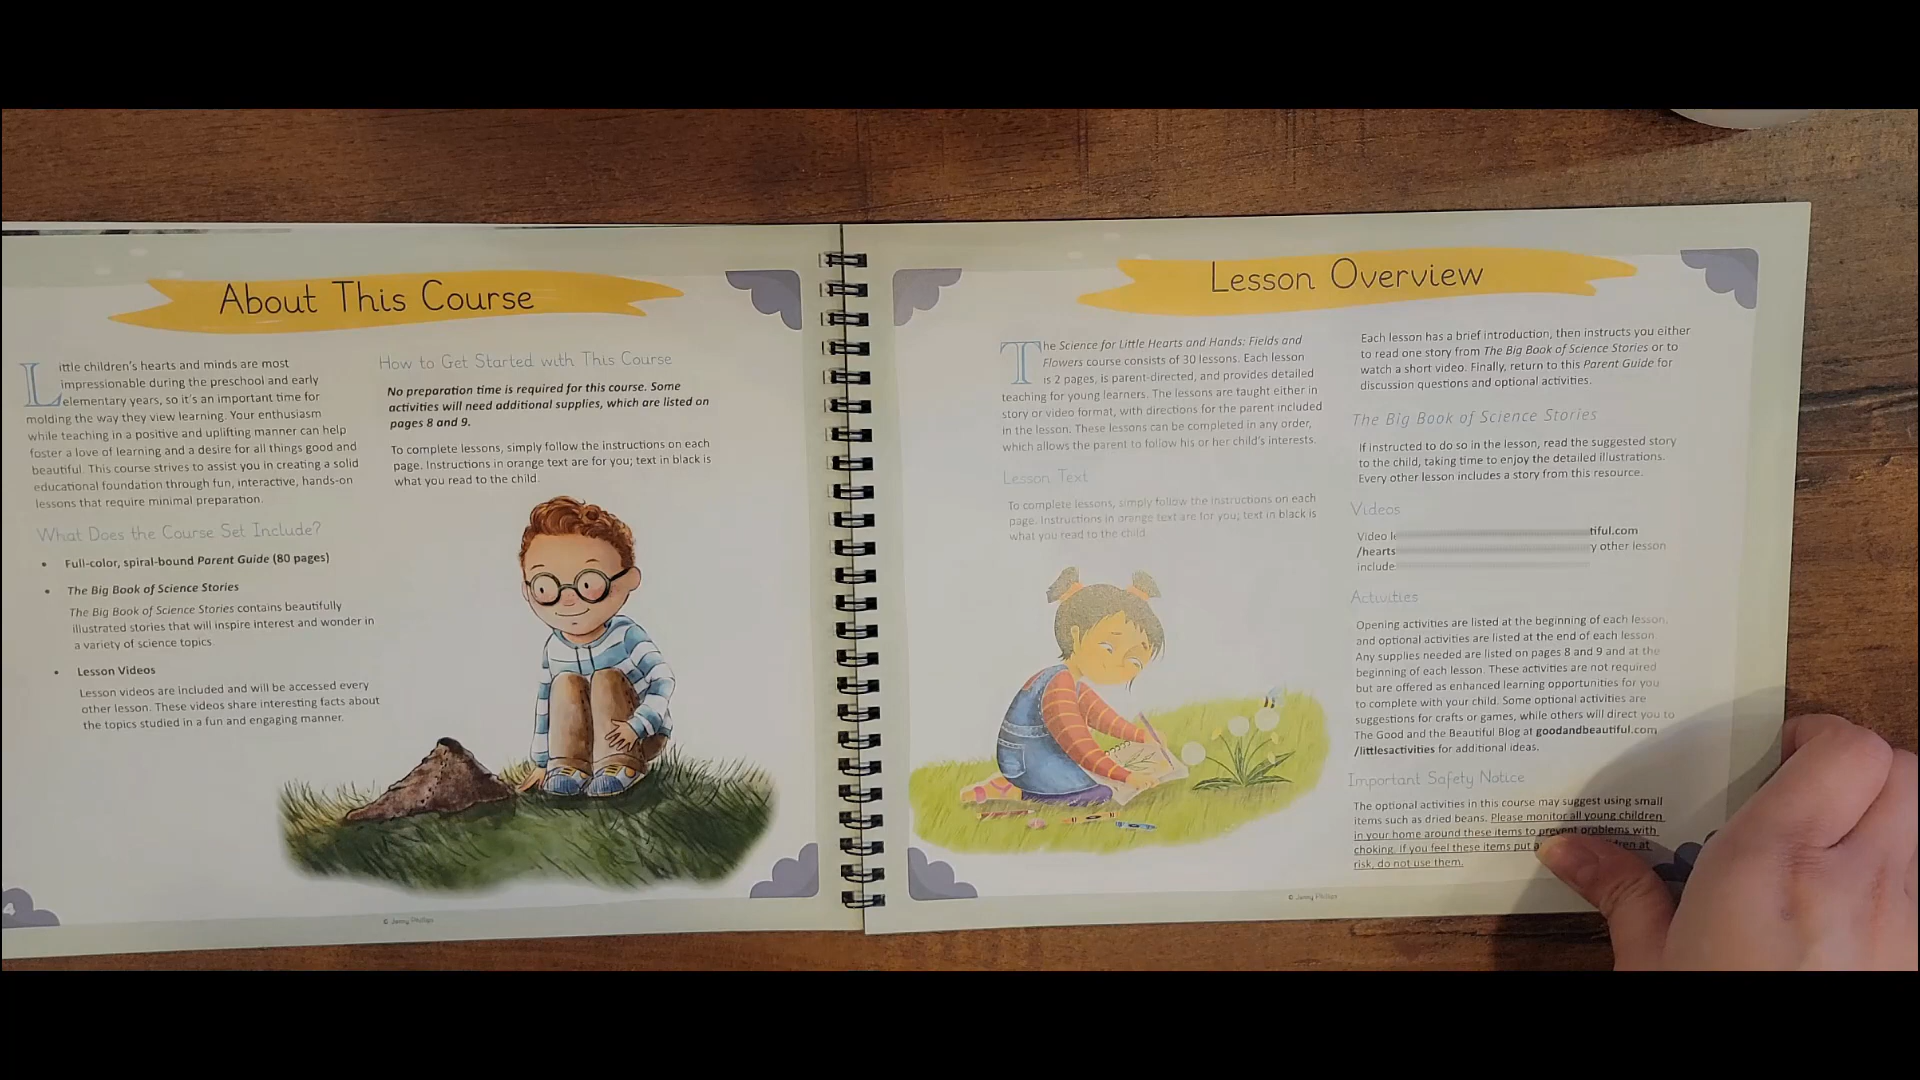 About This Course
Little children's hearts and minds are most
impressionable during the preschool and early
elementary years, so it's an important time for
molding the way they view learning. Your enthusiasm
while teaching in a positive and uplifting manner can help
foster a love of learning and a desire for all things good and
beautiful. This course strives to assist you in creating a solid
educational foundation through fun, interactive, hands-on
lessons that require minimal preparation.
What Does the Course Set Include?
• Full-color, spiral-bound Parent Guide (80 pages)
• The Big Book of Science Stories
The Big Book of Science Stories contains beautifully
illustrated stories that will inspire interest and wonder in
a variety of science topics.
• Lesson Videos
Lesson videos are included and will be accessed every
other lesson. These videos share interesting facts about
the topics studied in a fun and engaging manner.
How to Get Started with This Course
No preparation time is required for this course. Some
activities will need additional supplies, which are listed on
pages 8 and 9.
To complete lessons, simply follow the instructions on each
page. Instructions in orange text are for you; text in black is
what you read to the child.
4
© Jenny Phillips
Lesson Overview
The Science for Little Hearts and Hands: Fields and
Flowers course consists of 30 lessons. Each lesson
is 2 pages, is parent-directed, and provides detailed
teaching for young learners. The lessons are taught either in
story or video format, with directions for the parent included
in the lesson. These lessons can be completed in any order,
which allows the parent to follow his or her child's interests.
Lesson Text
To complete lessons, simply follow the instructions on each
page. Instructions in orange text are for you; text in black is
what you read to the child.
Each lesson has a brief introduction, then instructs you either
to read one story from The Big Book of Science Stories or to
watch a short video. Finally, return to this Parent Guide for
discussion questions and optional activities.
The Big Book of Science Stories
If instructed to do so in the lesson, read the suggested story
to the child, taking time to enjoy the detailed illustrations.
Every other lesson includes a story from this resource.
Videos
Video tiful.com
/hearts other lesson
include
Activities
Opening activities are listed at the beginning of each lesson,
and optional activities are listed at the end of each lesson.
Any supplies needed are listed on pages 8 and 9 and at the
beginning of each lesson. These activities are not required
but are offered as enhanced learning opportunities for you
to complete with your child. Some optional activities are
suggestions for crafts or games, while others will direct you to
The Good and the Beautiful Blog at goodandbeautiful.com
/littlesactivities for additional ideas.
Important Safety Notice
The optional activities in this course may suggest using small
items such as dried beans. Please monitor all young children
in your home around these items to prevent problems with
choking. If you feel these items put at
risk, do not use them.
© Jenny Phillips